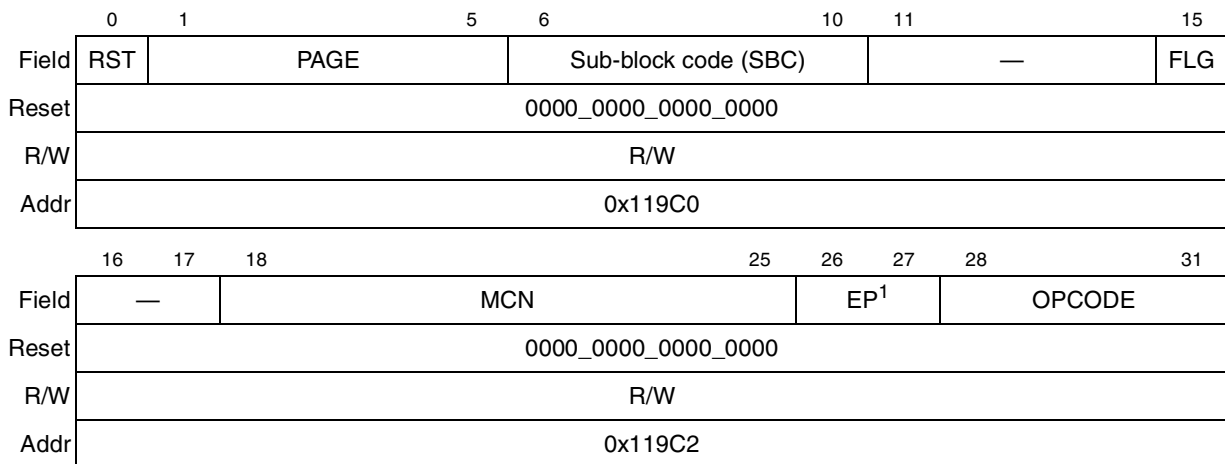 0 1 5 6 10 11 15
Field RST PAGE Sub-block code (SBC) — FLG
Reset 0000_0000_0000_0000
R/W R/W
Addr 0x119C0
16 17 18 25 26 27 28 31
Field — MCN EP1 OPCODE
Reset 0000_0000_0000_0000
R/W R/W
Addr 0x119C2